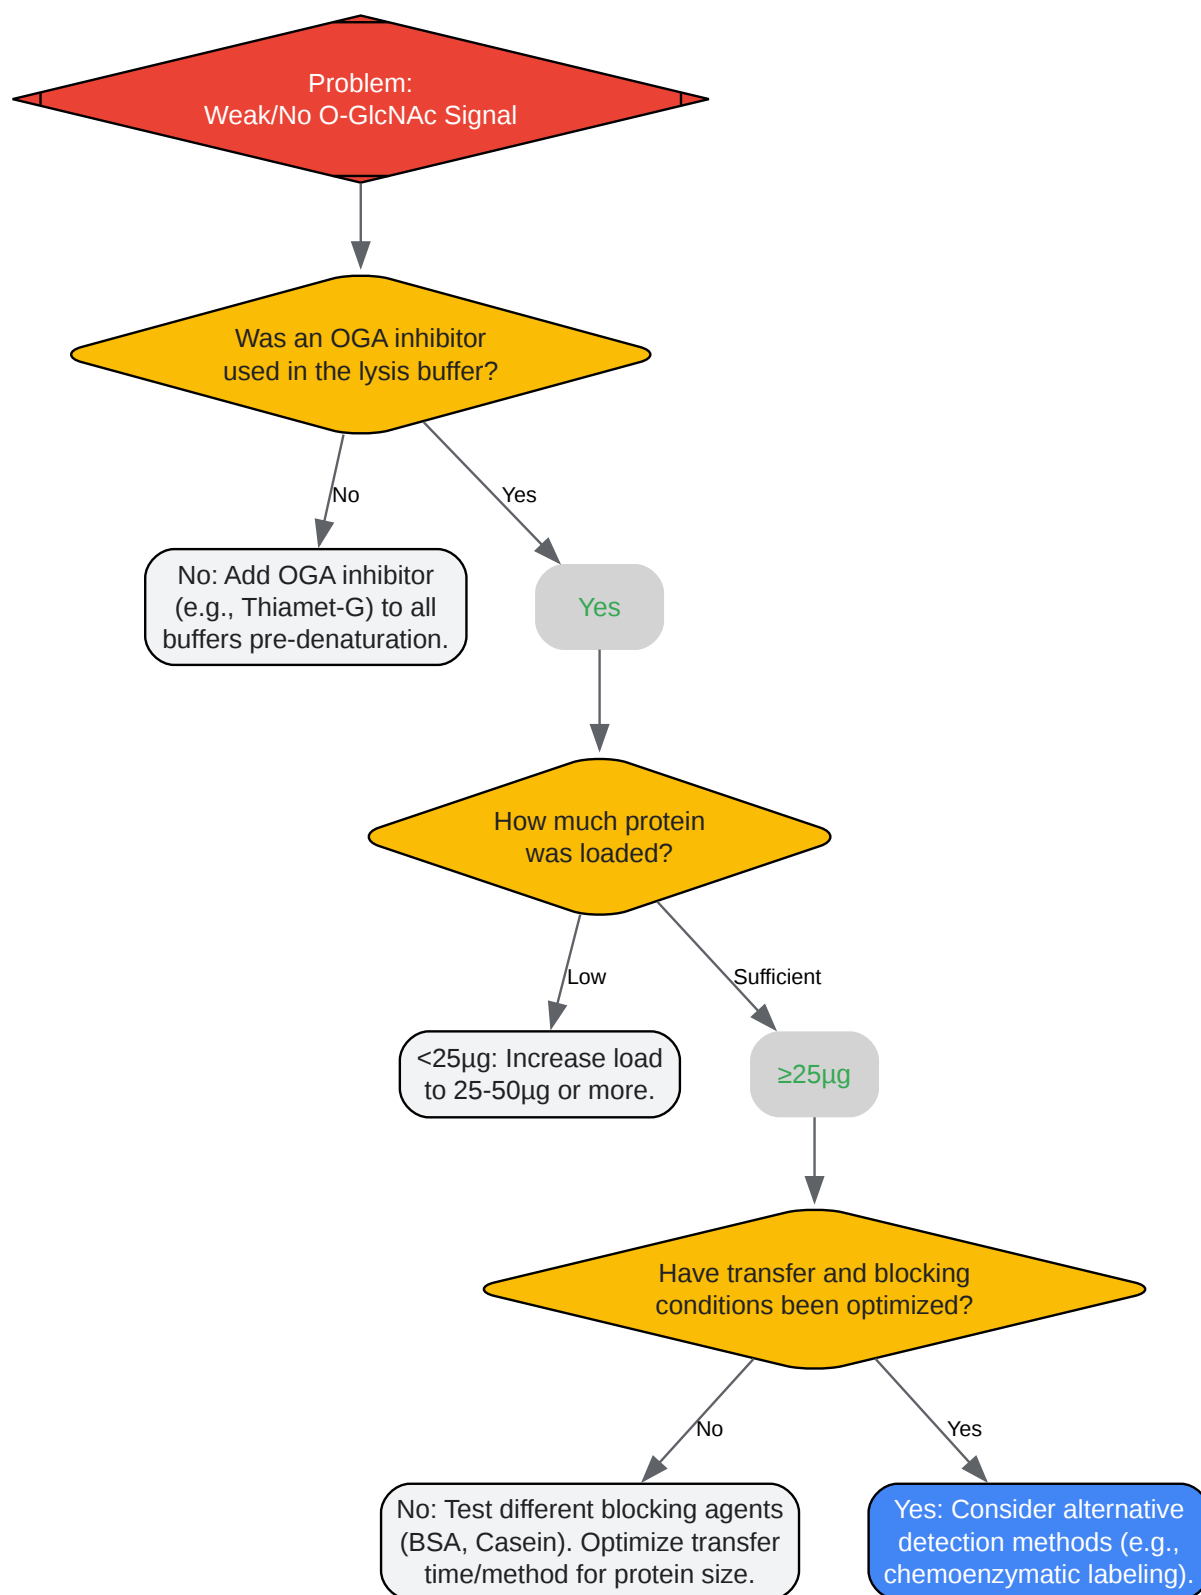 Problem:
Weak/No O-GlcNAc Signal
Was an OGA inhibitor
used in the lysis buffer?
No
Yes
No: Add OGA inhibitor
(e.g., Thiamet-G) to all
buffers pre-denaturation.
Yes
How much protein
was loaded?
Low
Sufficient
<25µg: Increase load
to 25-50µg or more.
≥25µg
Have transfer and blocking
conditions been optimized?
No
Yes
No: Test different blocking agents
(BSA, Casein). Optimize transfer
time/method for protein size.
Yes: Consider alternative
detection methods (e.g.,
chemoenzymatic labeling).